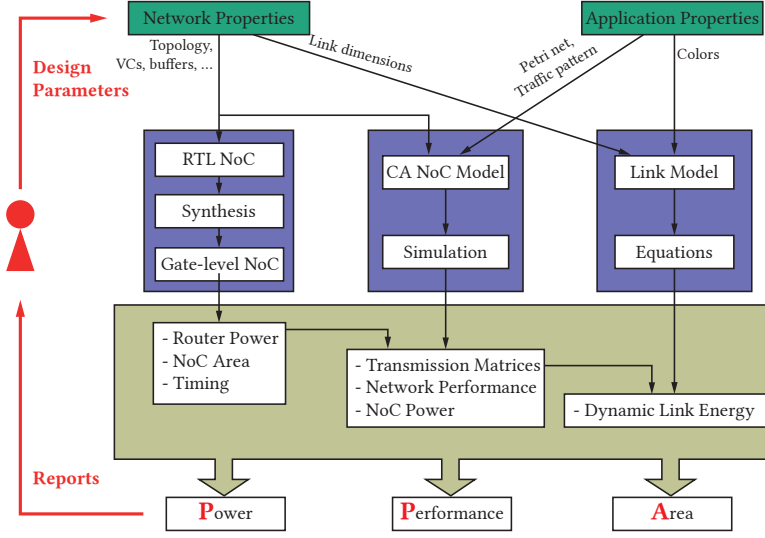 Network Properties
Application Properties
Topology,
VCs, buffers, ...
Link dimensions
Petri net,
Traffic pattern
Colors
Design
Parameters
RTL NoC
Synthesis
Gate-level NoC
CA NoC Model
Simulation
Link Model
Equations
- Router Power
- NoC Area
- Timing
- Transmission Matrices
- Network Performance
- NoC Power
- Dynamic Link Energy
Reports
Power
Performance
Area